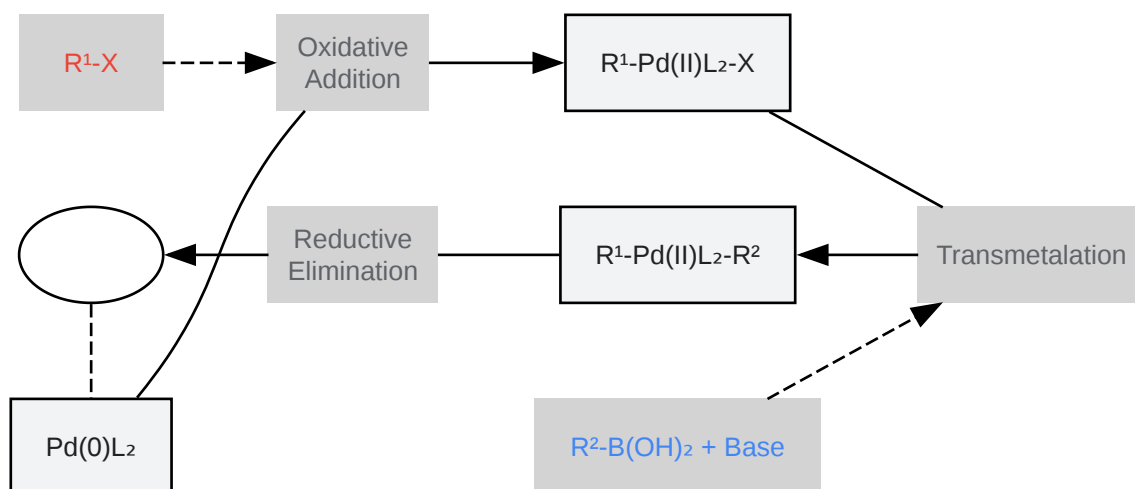 R¹-X
Oxidative
Addition
R¹-Pd(II)L₂-X
Reductive
Elimination
R¹-Pd(II)L₂-R²
Transmetalation
Pd(0)L₂
R²-B(OH)₂ + Base